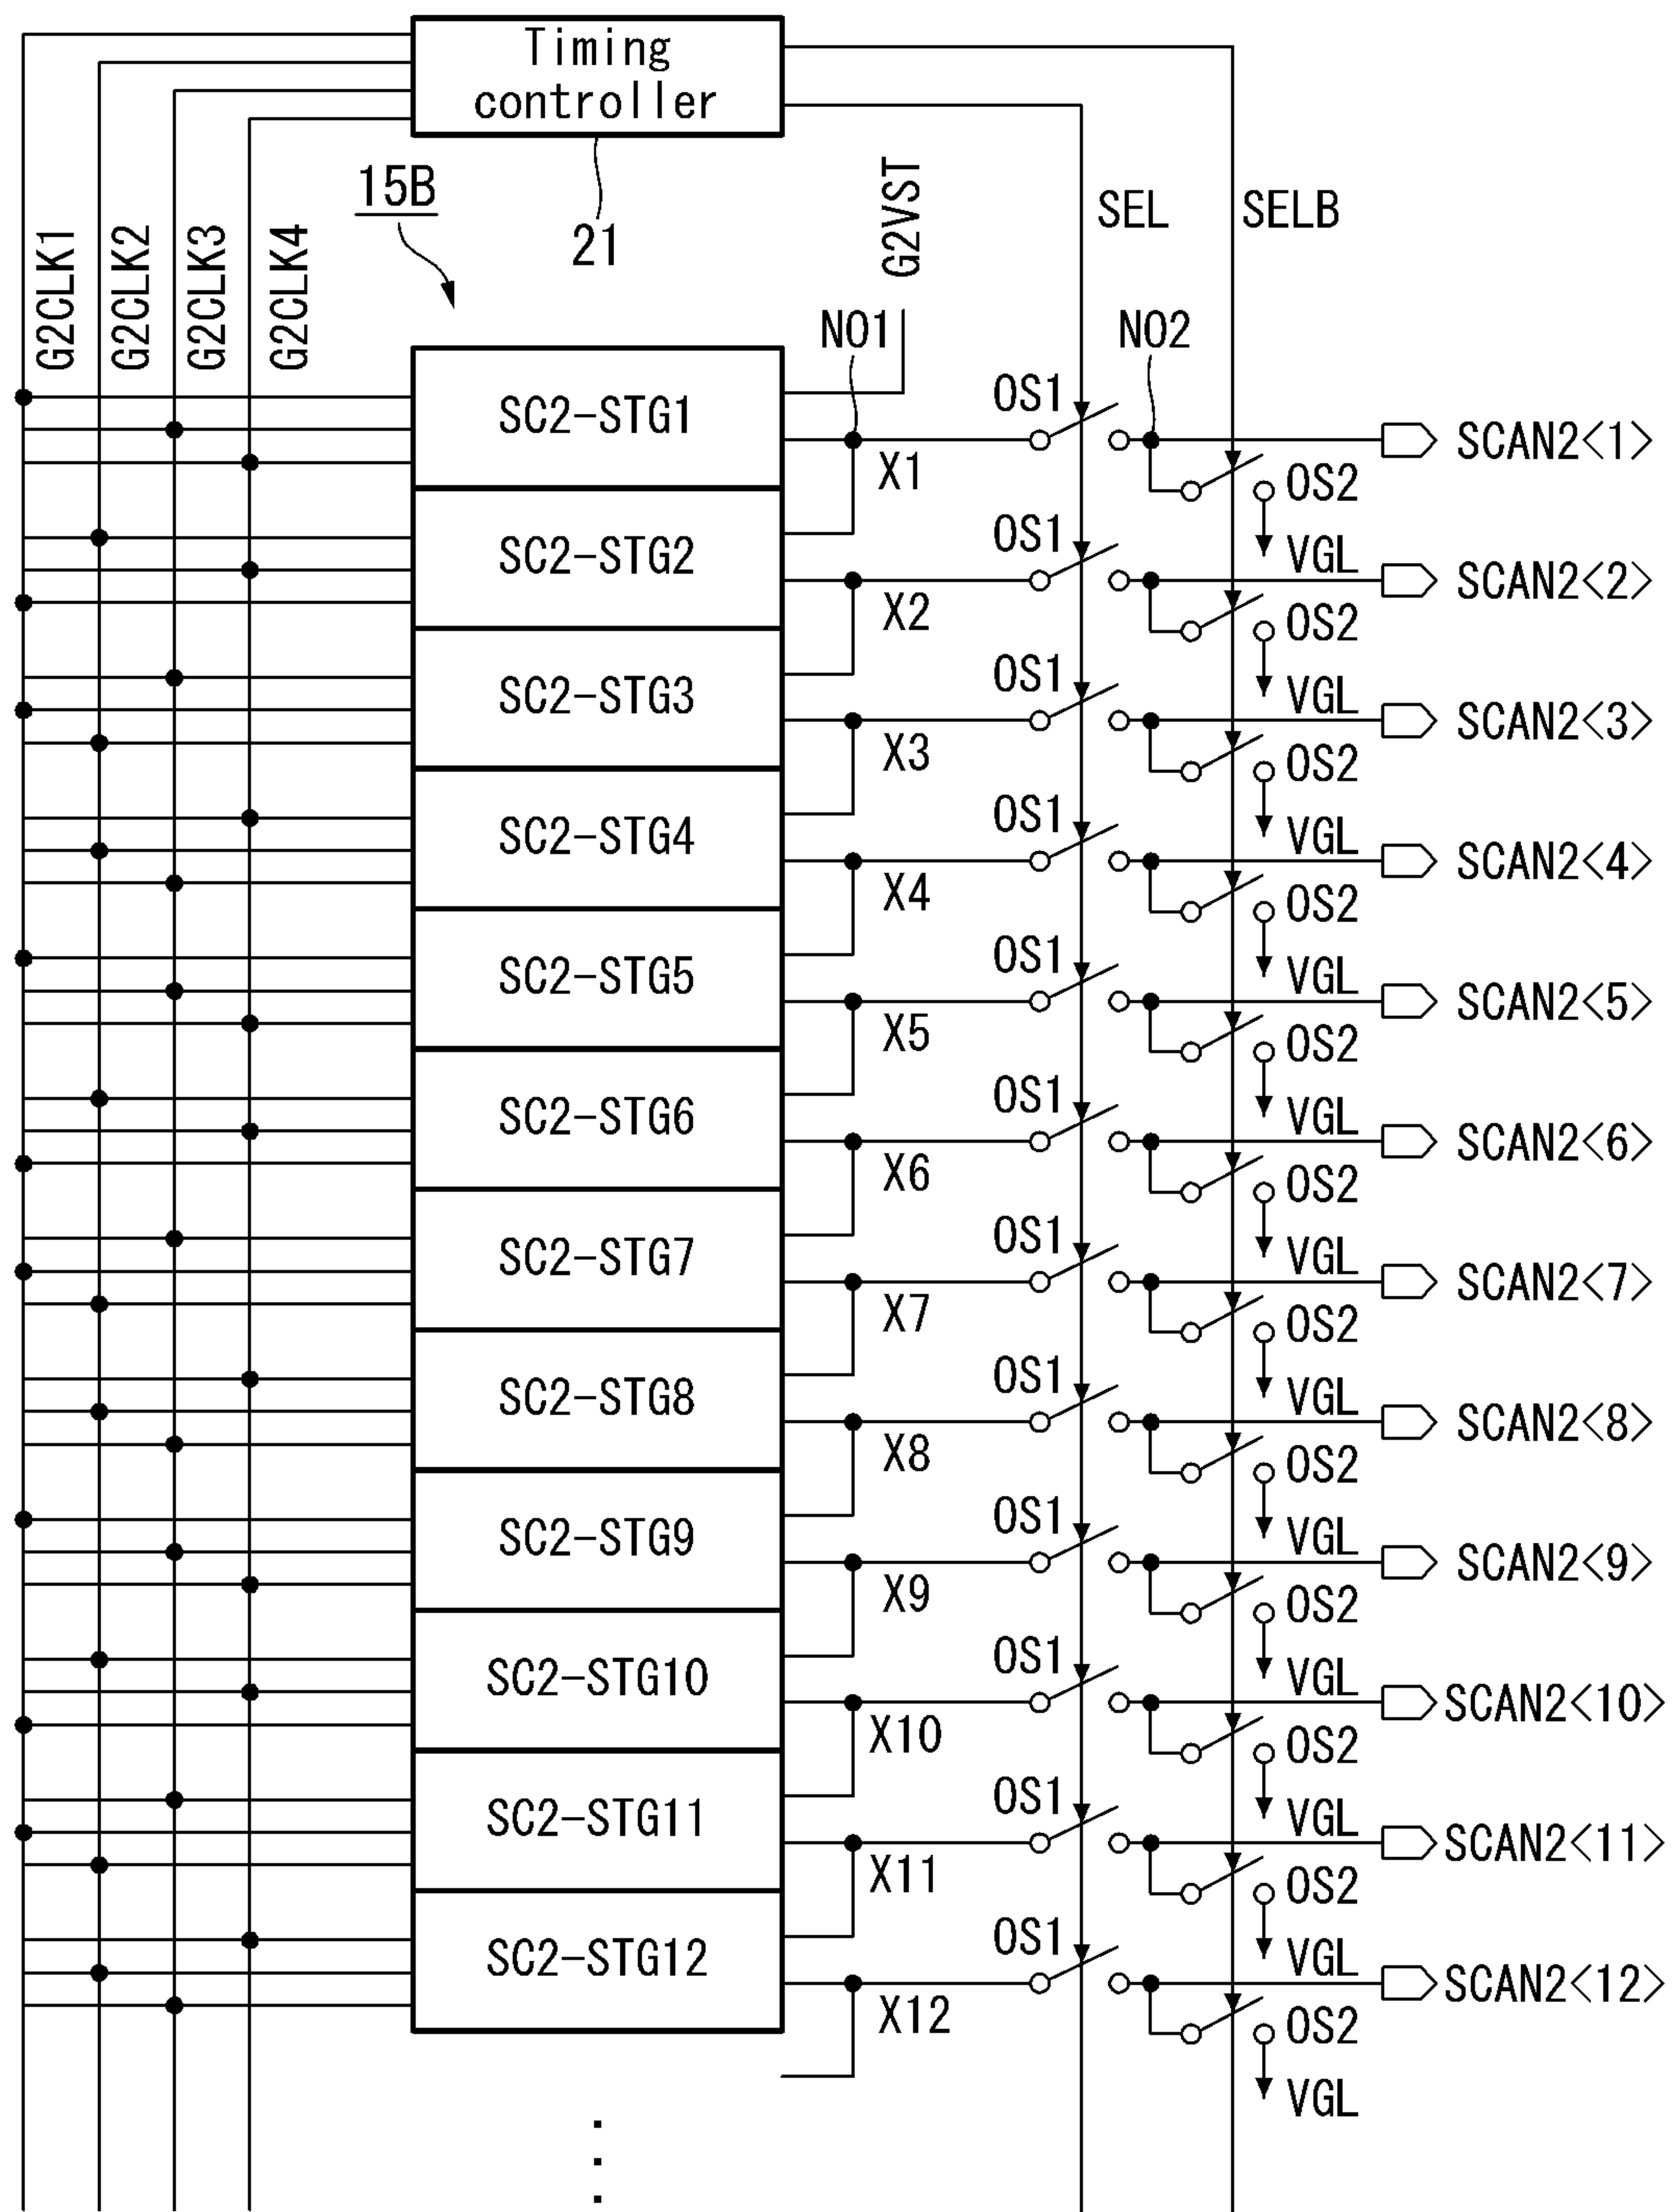 Timing
controller
15B
21
G2CLK1
G2CLK2
G2CLK3
G2CLK4
G2VST
SEL
SELB
NO1
NO2
SC2-STG1
X1
OS1
OS2
VGL
SCAN2<1>
SC2-STG2
X2
OS1
OS2
VGL
SCAN2<2>
SC2-STG3
X3
OS1
OS2
VGL
SCAN2<3>
SC2-STG4
X4
OS1
OS2
VGL
SCAN2<4>
SC2-STG5
X5
OS1
OS2
VGL
SCAN2<5>
SC2-STG6
X6
OS1
OS2
VGL
SCAN2<6>
SC2-STG7
X7
OS1
OS2
VGL
SCAN2<7>
SC2-STG8
X8
OS1
OS2
VGL
SCAN2<8>
SC2-STG9
X9
OS1
OS2
VGL
SCAN2<9>
SC2-STG10
X10
OS1
OS2
VGL
SCAN2<10>
SC2-STG11
X11
OS1
OS2
VGL
SCAN2<11>
SC2-STG12
X12
OS1
OS2
VGL
SCAN2<12>